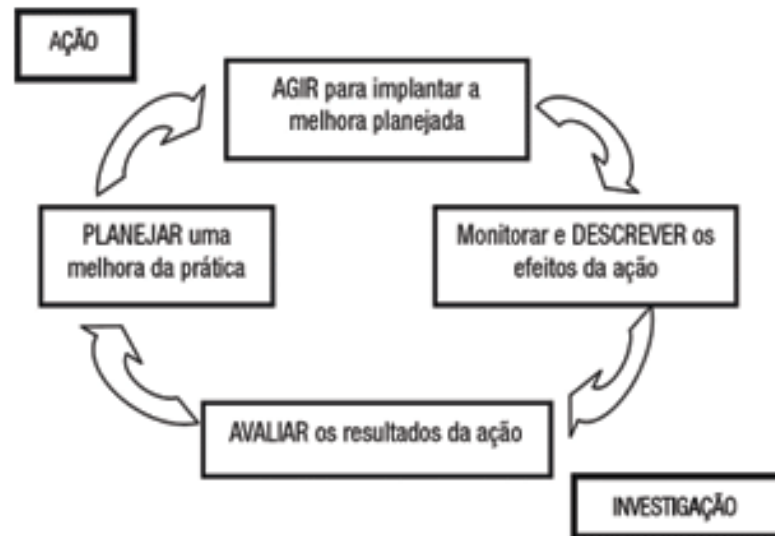 AÇÃO
AGIR para implantar a
melhora planejada
PLANEJAR uma
melhora da prática
Monitorar e DESCREVER os
efeitos da ação
AVALIAR os resultados da ação
INVESTIGAÇÃO